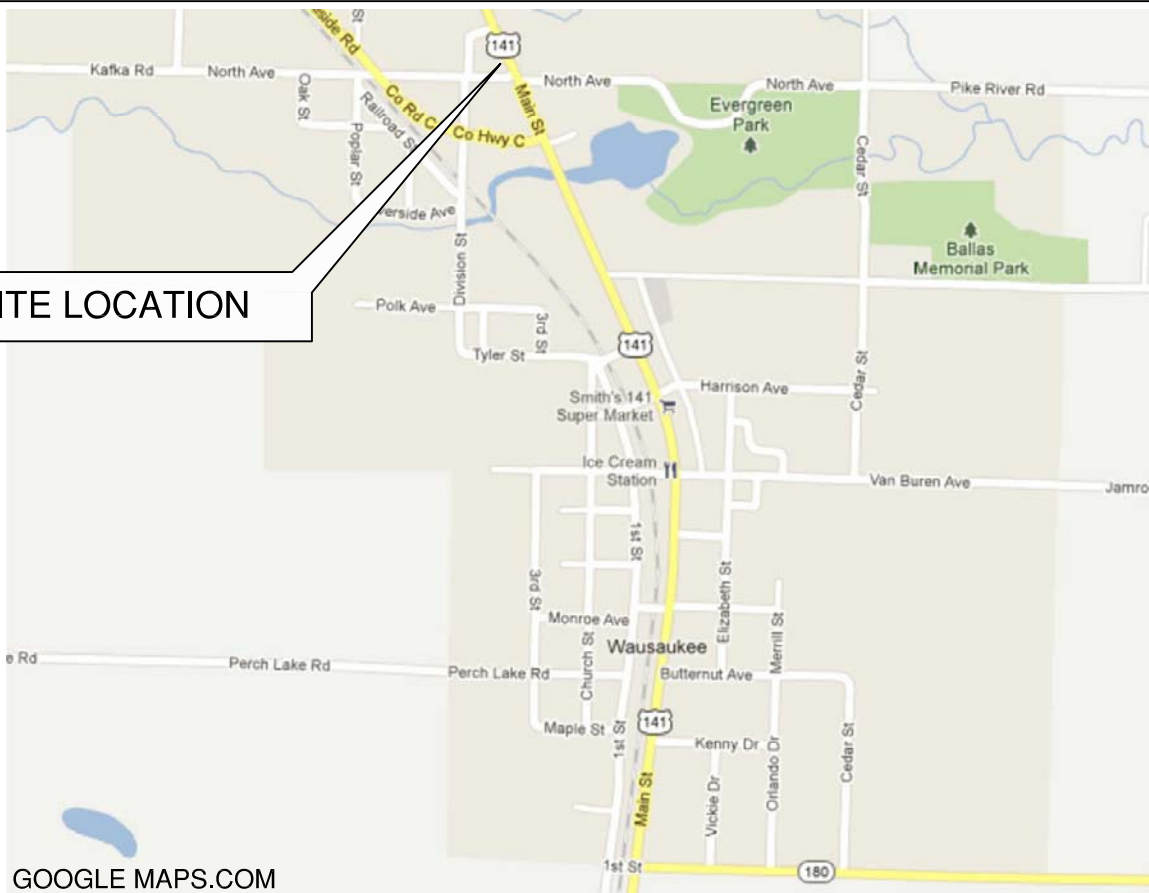 St
141
Kafka Rd
North Ave
North Ave
North Ave
Pike River Rd
Oak St
Co Rd C
Co Hwy C
Main St
Evergreen
Park
Railroad St
Poplar St
Cedar St
Ballas
Memorial Park
Division St
LOCATION
Polk Ave
3rd St
141
Tyler St
Cedar St
Harrison Ave
Smith's 141
Super Market
Ice Cream
Station
Van Buren Ave
1st St
3rd St
Elizabeth St
Monroe Ave
Merrill St
Church St
Wausaukee
Perch Lake Rd
Perch Lake Rd
Butternut Ave
141
Maple St
1st St
Kenny Dr
Orlando Dr
Cedar St
Vickie Dr
Main St
1st St
180
GOOGLE MAPS.COM